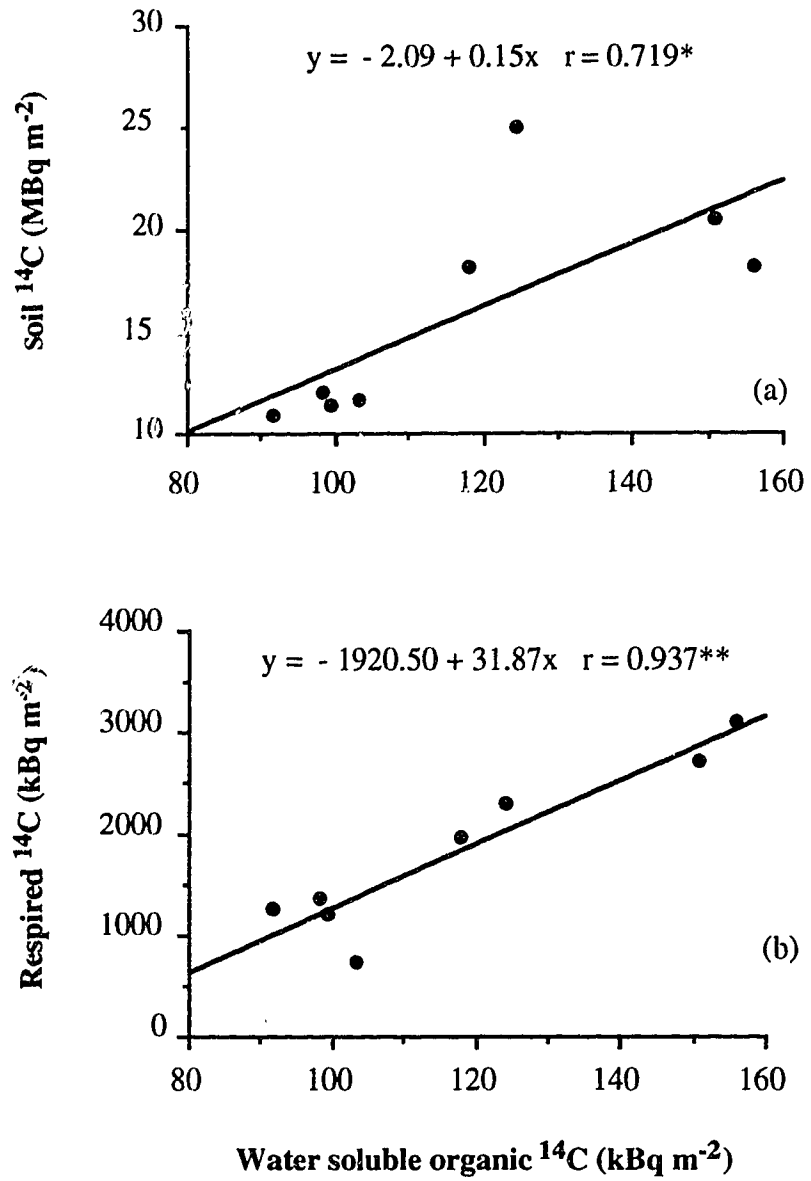 30
y = - 2.09 + 0.15x r = 0.719*
25
Soil ¹⁴C (MBq m⁻²)
20
15
(a)
10
80 100 120 140 160
4000
y = - 1920.50 + 31.87x r = 0.937**
3000
Respired ¹⁴C (kBq m⁻²)
2000
1000
(b)
0
80 100 120 140 160
Water soluble organic ¹⁴C (kBq m⁻²)